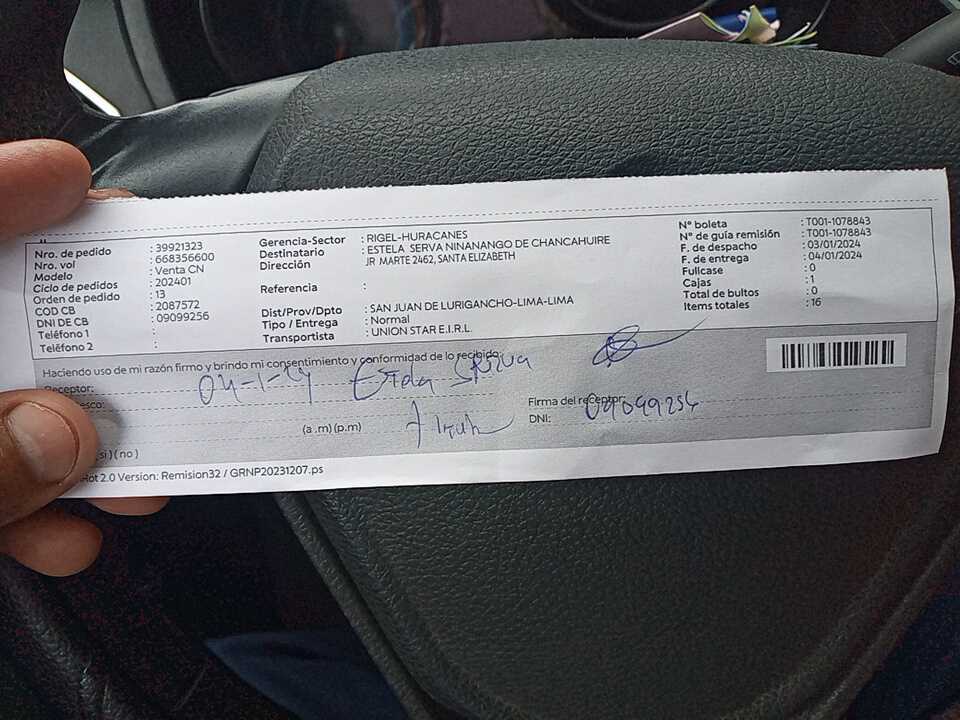 Nro. de pedido : 39921323
Nro. vol : 668356600
Modelo : Venta CN
Ciclo de pedidos : 202401
Orden de pedido : 13
COD CB : 2087572
DNI DE CB : 09099256
Teléfono 1 :
Teléfono 2 :
Gerencia-Sector : RIGEL-HURACANES
Destinatario : ESTELA SERVA NINANANGO DE CHANCAHUIRE
Dirección JR MARTE 2462, SANTA ELIZABETH
Referencia :
Dist/Prov/Dpto : SAN JUAN DE LURIGANCHO-LIMA-LIMA
Tipo / Entrega : Normal
Transportista : UNION STAR E.I.R.L.
N° boleta : T001-1078843
N° de guía remisión : T001-1078843
F. de despacho : 03/01/2024
F. de entrega : 04/01/2024
Fullcase : 0
Cajas : 1
Total de bultos : 0
Items totales : 16
Haciendo uso de mi razón firmo y brindo mi consentimiento y conformidad de lo recibido
Receptor: 04-1-24
esco:
(a .m) (p.m)
Firma del receptor:
DNI: 09099256
si ) ( no )
Hot 2.0 Version: Remision32 / GRNP20231207.ps